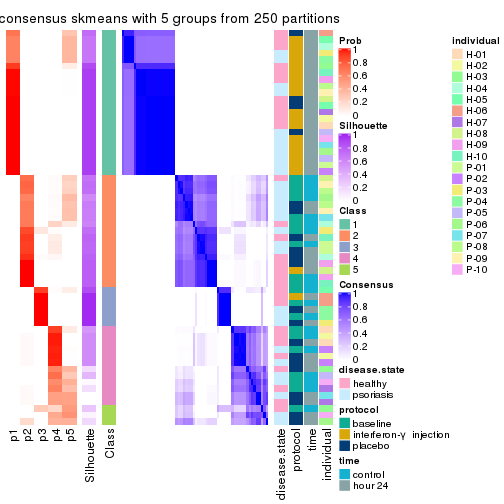 consensus skmeans with 5 groups from 250 partitions
Prob
1
0.8
0.6
0.4
0.2
0
Silhouette
1
0.8
0.6
0.4
0.2
0
Class
1
2
3
4
5
Consensus
1
0.8
0.6
0.4
0.2
0
disease.state
healthy
psoriasis
protocol
baseline
interferon-γ injection
placebo
time
control
hour 24
individual
H-01
H-02
H-03
H-04
H-05
H-06
H-07
H-08
H-09
H-10
P-01
P-02
P-03
P-04
P-05
P-06
P-07
P-08
P-09
P-10
p1
p2
p3
p4
p5
Silhouette
Class
disease.state
protocol
time
individual